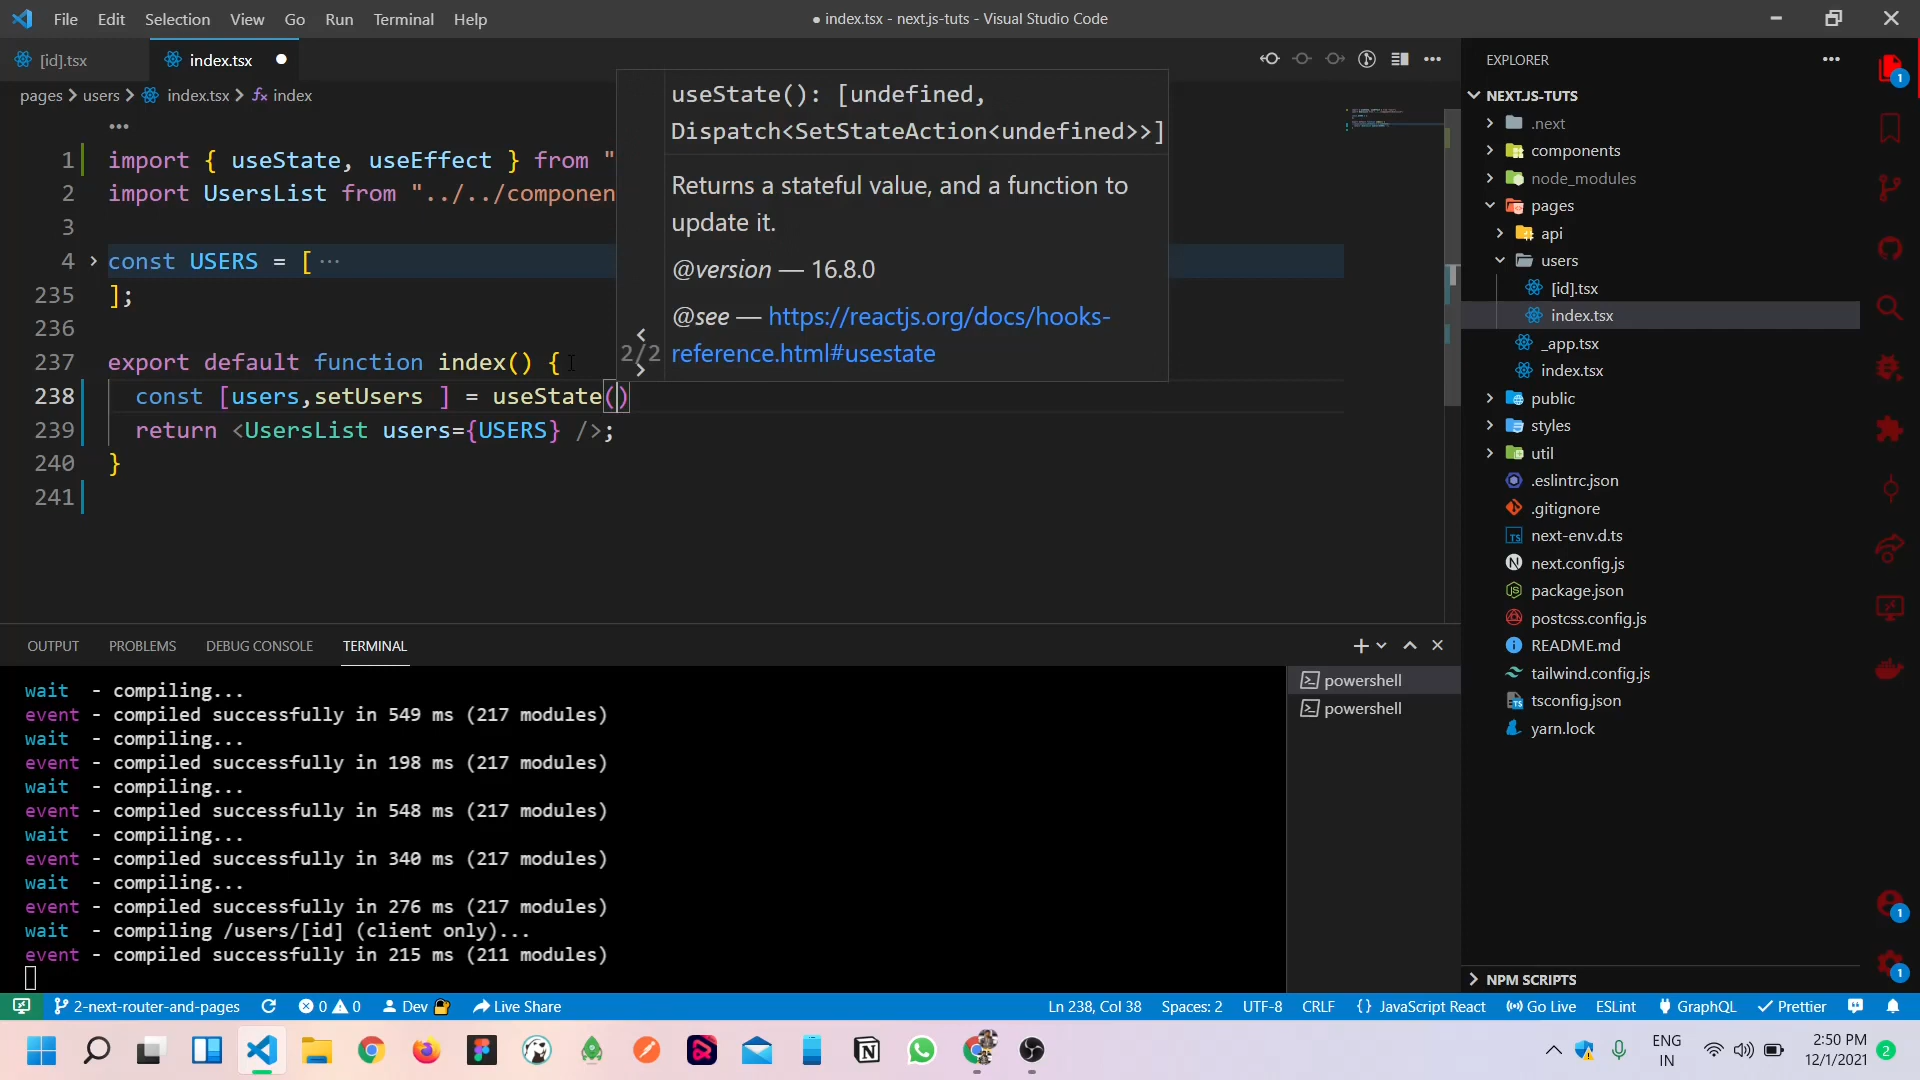 File Edit Selection View Go Run Terminal Help
● index.tsx - next.js-tuts - Visual Studio Code
[id].tsx
index.tsx
pages > users > index.tsx > index
1 import { useState, useEffect } from "
2 import UsersList from "../../componen
3
4 const USERS = [ ...
235 ];
236
237 export default function index() {
238 const [users,setUsers ] = useState()
239 return <UsersList users={USERS} />;
240 }
241
useState(): [undefined,
Dispatch<SetStateAction<undefined>>]
Returns a stateful value, and a function to
update it.
@version — 16.8.0
@see — https://reactjs.org/docs/hooks-
reference.html#usestate
2/2
EXPLORER
NEXT.JS-TUTS
.next
components
node_modules
pages
api
users
[id].tsx
index.tsx
_app.tsx
index.tsx
public
styles
util
.eslintrc.json
.gitignore
next-env.d.ts
next.config.js
package.json
postcss.config.js
README.md
tailwind.config.js
tsconfig.json
yarn.lock
NPM SCRIPTS
1
1
1
OUTPUT PROBLEMS DEBUG CONSOLE TERMINAL
wait - compiling...
event - compiled successfully in 549 ms (217 modules)
wait - compiling...
event - compiled successfully in 198 ms (217 modules)
wait - compiling...
event - compiled successfully in 548 ms (217 modules)
wait - compiling...
event - compiled successfully in 340 ms (217 modules)
wait - compiling...
event - compiled successfully in 276 ms (217 modules)
wait - compiling /users/[id] (client only)...
event - compiled successfully in 215 ms (211 modules)
powershell
powershell
2-next-router-and-pages 0 0 Dev Live Share Ln 238, Col 38 Spaces: 2 UTF-8 CRLF {} JavaScript React Go Live ESLint GraphQL Prettier
ENG
IN
2:50 PM
12/1/2021
2